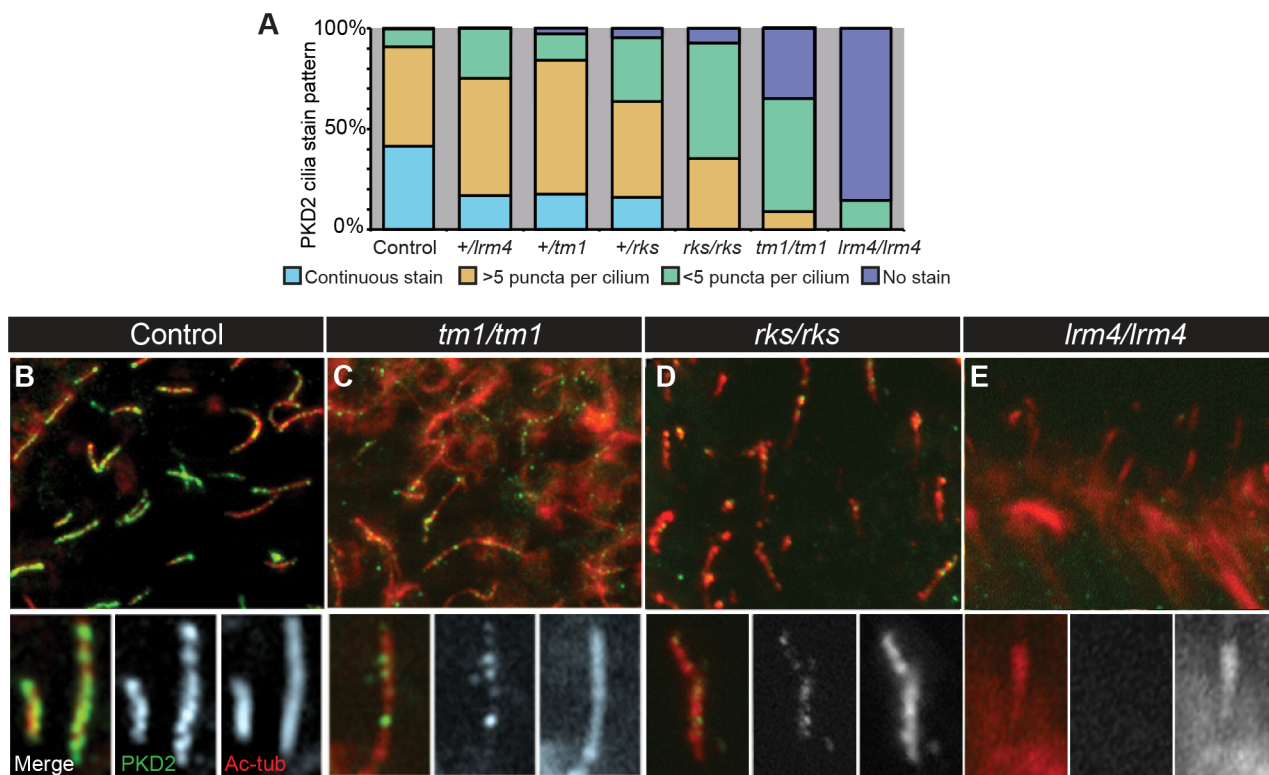 A
100%
50%
0%
PKD2 cilia stain pattern
Control +/lrm4 +/tm1 +/rks rks/rks tm1/tm1 lrm4/lrm4
Continuous stain >5 puncta per cilium <5 puncta per cilium No stain
Control tm1/tm1 rks/rks lrm4/lrm4
B C D E
Merge PKD2 Ac-tub